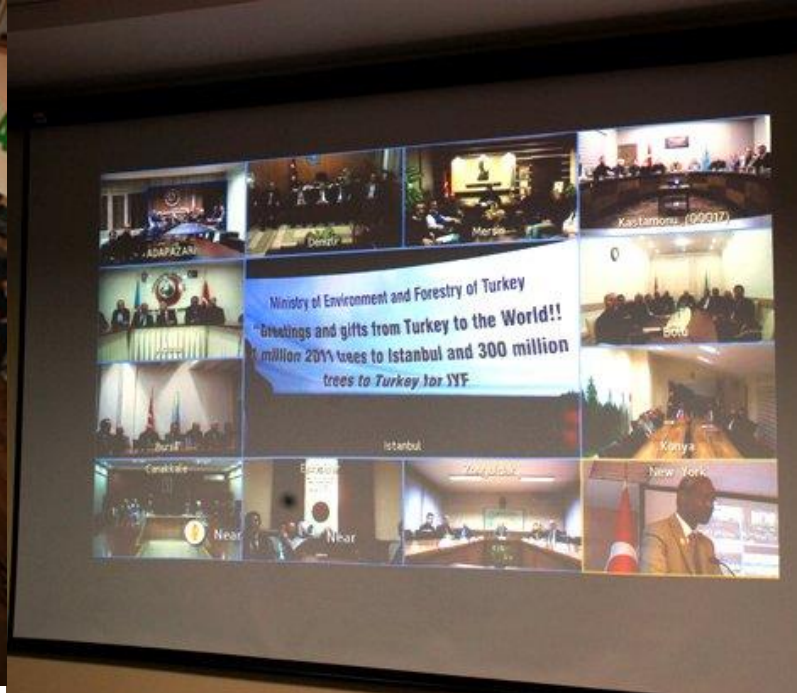 ADAPAZARI
Denizli
Mersin
Kastamonu (90017)
Ministry of Environment and Forestry of Turkey
"Greetings and gifts from Turkey to the World!!
million 2011 trees to Istanbul and 300 million
trees to Turkey for IYF
Istanbul
Bolu
Bursa
Konya
Canakkale
Zonguldak
New York
Near
Near